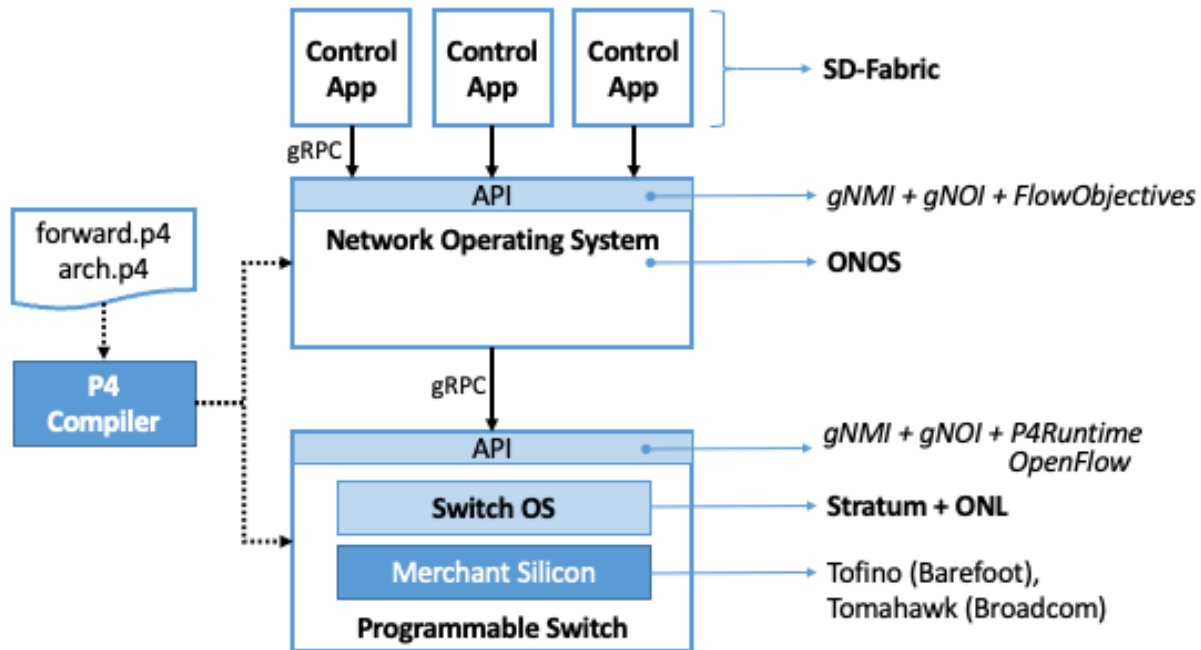 Control
App
Control
App
Control
App
SD-Fabric
gRPC
API
gNMI + gNOI + FlowObjectives
forward.p4
arch.p4
Network Operating System
ONOS
P4
Compiler
gRPC
API
gNMI + gNOI + P4Runtime
OpenFlow
Switch OS
Stratum + ONL
Merchant Silicon
Tofino (Barefoot),
Tomahawk (Broadcom)
Programmable Switch